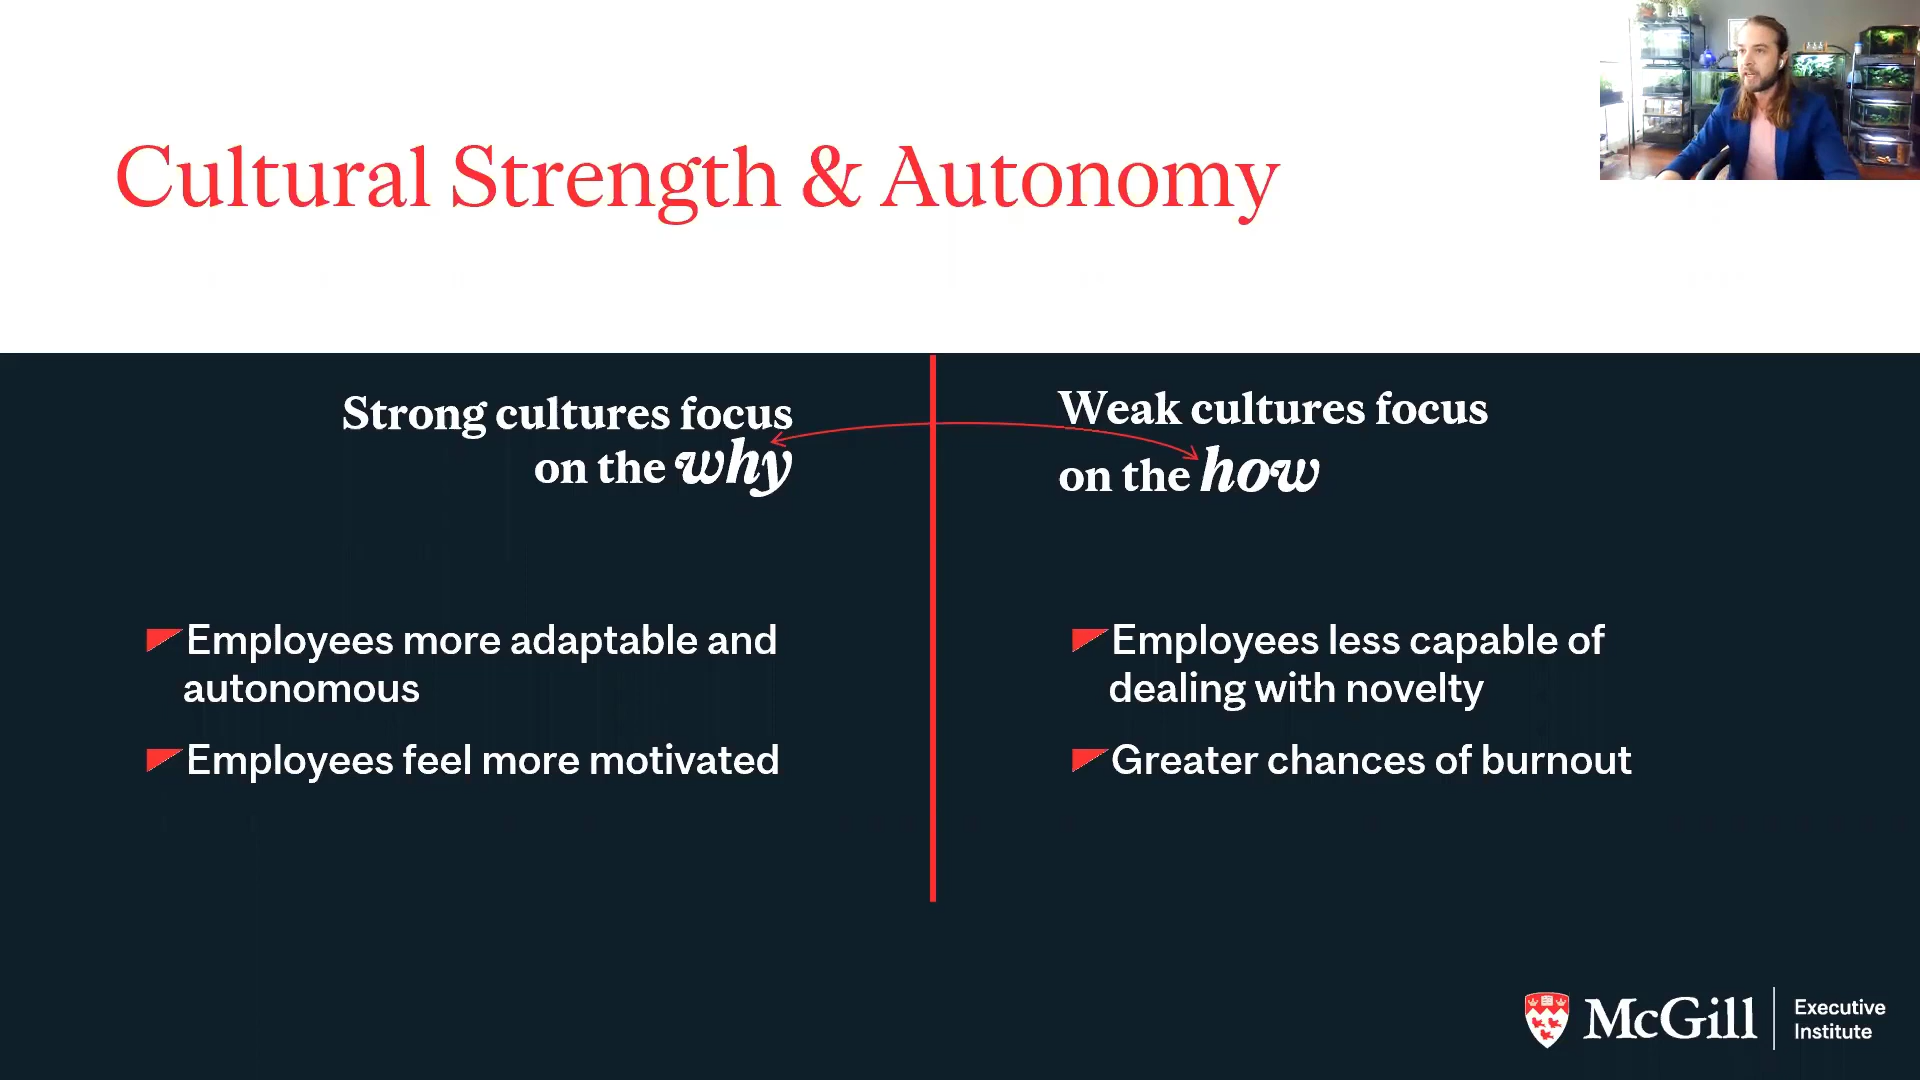 Cultural Strength & Autonomy
Strong cultures focus
on the why
Employees more adaptable and
autonomous
Employees feel more motivated
Weak cultures focus
on the how
Employees less capable of
dealing with novelty
Greater chances of burnout
McGill
Executive
Institute